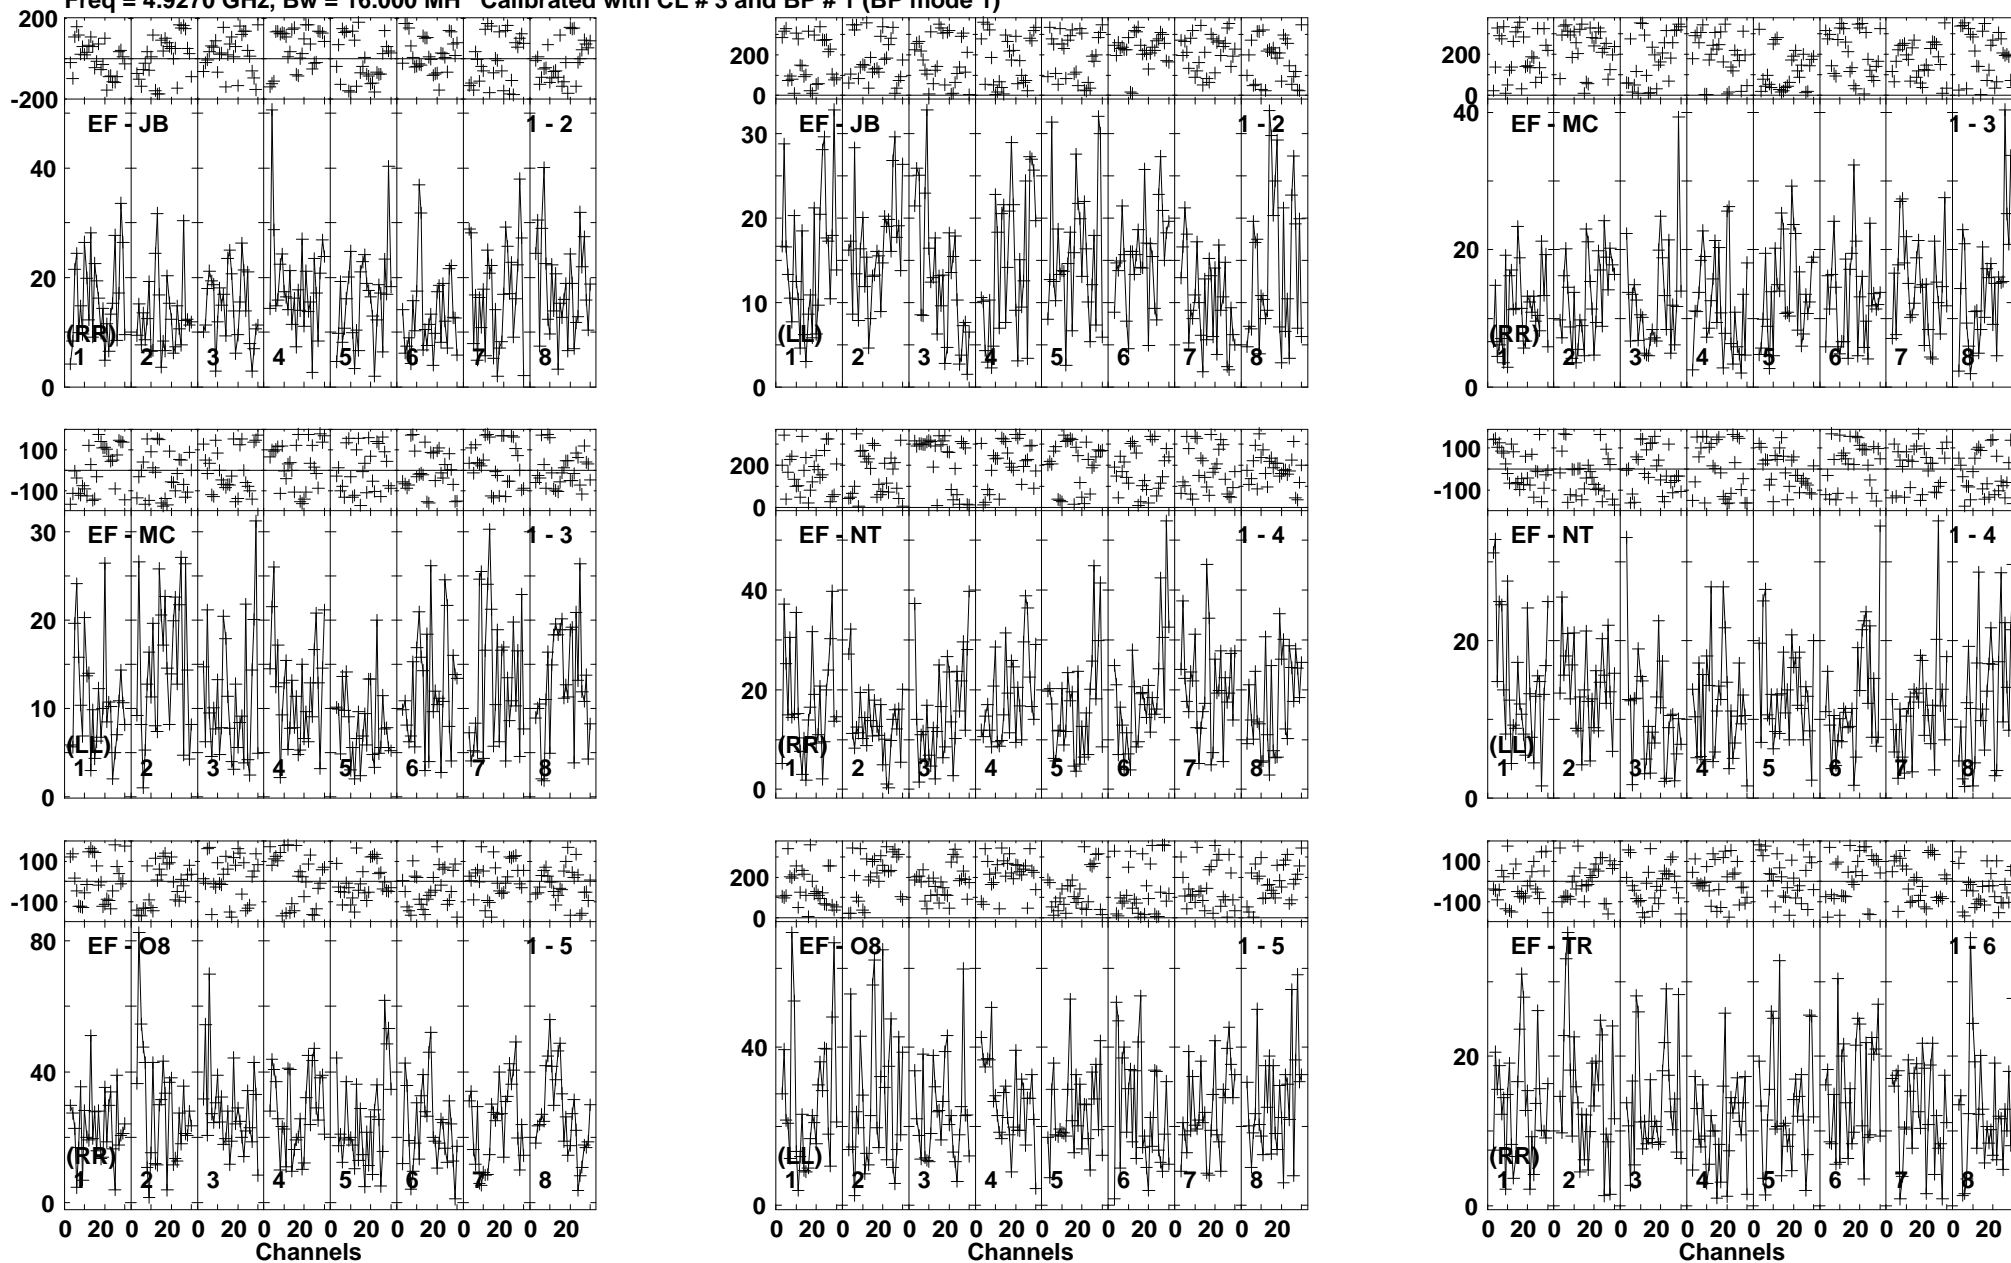 Freq = 4.9270 GHz, Bw = 16.000 MH Calibrated with CL # 3 and BP # 1 (BP mode 1)
200
-200
EF - JB 1 - 2
40
20
0
(RR)
1 2 3 4 5 6 7 8
200
0
EF - JB 1 - 2
30
20
10
0
(LL)
1 2 3 4 5 6 7 8
200
0
EF - MC 1 - 3
40
20
0
(RR)
1 2 3 4 5 6 7 8
100
-100
EF - MC 1 - 3
30
20
10
0
(LL)
1 2 3 4 5 6 7 8
200
0
EF - NT 1 - 4
40
20
0
(RR)
1 2 3 4 5 6 7 8
100
-100
EF - NT 1 - 4
20
0
(LL)
1 2 3 4 5 6 7 8
100
-100
EF - O8 1 - 5
80
40
0
(RR)
1 2 3 4 5 6 7 8
0 20 0 20 0 20 0 20 0 20 0 20 0 20 0 20
Channels
200
0
EF - O8 1 - 5
40
0
(LL)
1 2 3 4 5 6 7 8
0 20 0 20 0 20 0 20 0 20 0 20 0 20 0 20
Channels
100
-100
EF - TR 1 - 6
20
0
(RR)
1 2 3 4 5 6 7 8
0 20 0 20 0 20 0 20 0 20 0 20 0 20 0 20
Channels